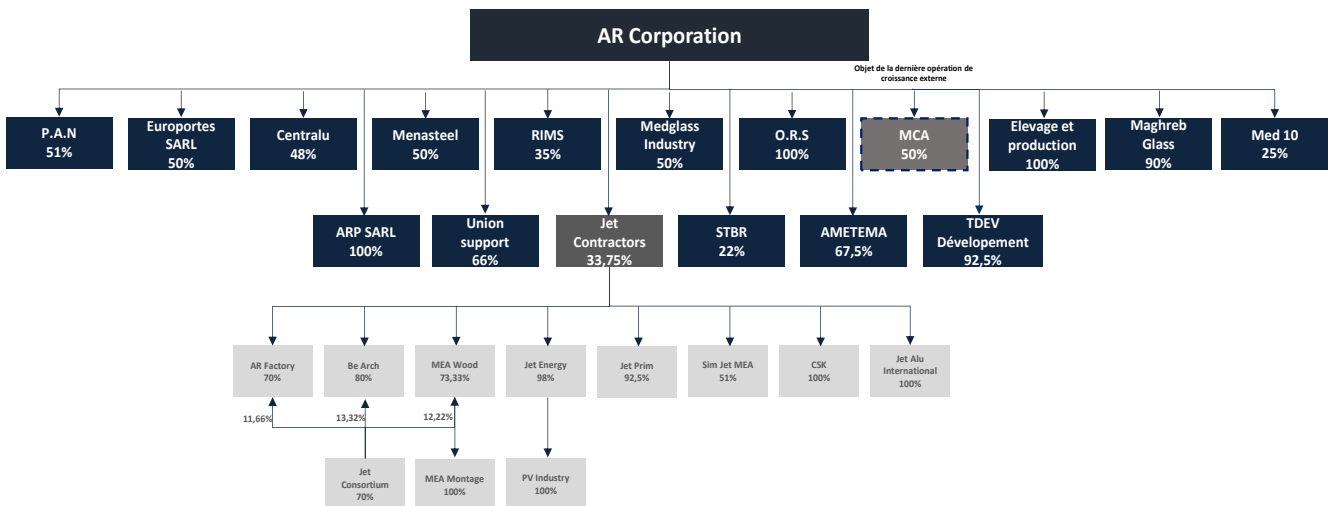 AR Corporation
Objet de la dernière opération de
croissance externe
P.A.N
51%
Europortes
SARL
50%
Centralu
48%
Menasteel
50%
RIMS
35%
Medglass
Industry
50%
O.R.S
100%
MCA
50%
Elevage et
production
100%
Maghreb
Glass
90%
Med 10
25%
ARP SARL
100%
Union
support
66%
Jet
Contractors
33,75%
STBR
22%
AMETEMA
67,5%
TDEV
Dévelopement
92,5%
AR Factory
70%
Be Arch
80%
MEA Wood
73,33%
Jet Energy
98%
Jet Prim
92,5%
Sim Jet MEA
51%
CSK
100%
Jet Alu
International
100%
11,66%
13,32%
12,22%
Jet
Consortium
70%
MEA Montage
100%
PV Industry
100%